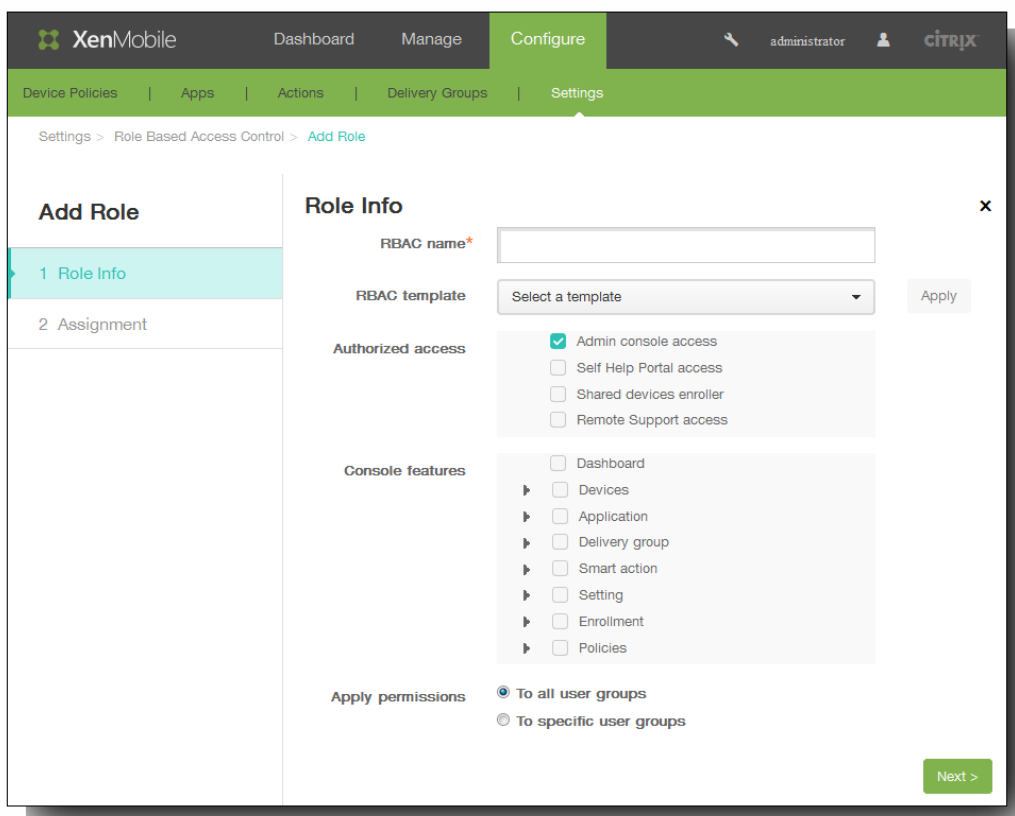 XenMobile Dashboard Manage Configure administrator CITRIX
Device Policies | Apps | Actions | Delivery Groups | Settings
Settings > Role Based Access Control > Add Role
Add Role
1 Role Info
2 Assignment
Role Info x
RBAC name*
RBAC template Select a template Apply
Authorized access Admin console access
Self Help Portal access
Shared devices enroller
Remote Support access
Console features Dashboard
Devices
Application
Delivery group
Smart action
Setting
Enrollment
Policies
Apply permissions To all user groups
To specific user groups
Next >